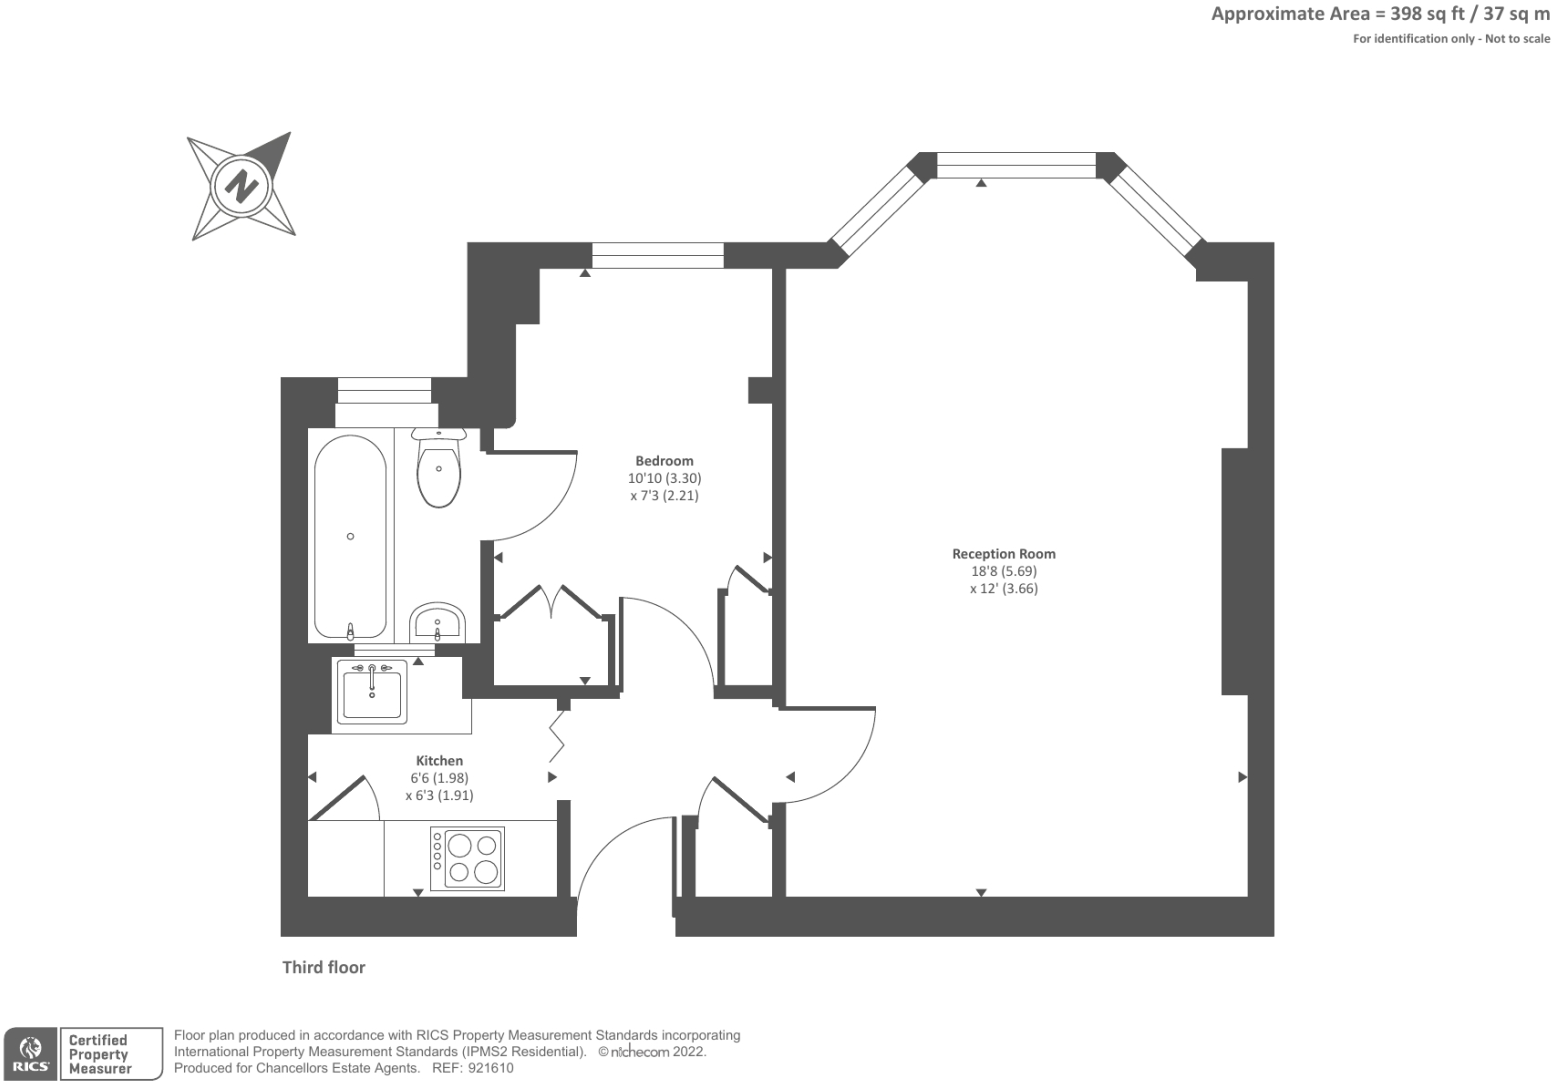 Approximate Area = 398 sq ft / 37 sq m
For identification only - Not to scale
N
Bedroom
10'10 (3.30)
x 7'3 (2.21)
Reception Room
18'8 (5.69)
x 12' (3.66)
Kitchen
6'6 (1.98)
x 6'3 (1.91)
Third floor
RICS
Certified
Property
Measurer
Floor plan produced in accordance with RICS Property Measurement Standards incorporating
International Property Measurement Standards (IPMS2 Residential). © nichecom 2022.
Produced for Chancellors Estate Agents. REF: 921610